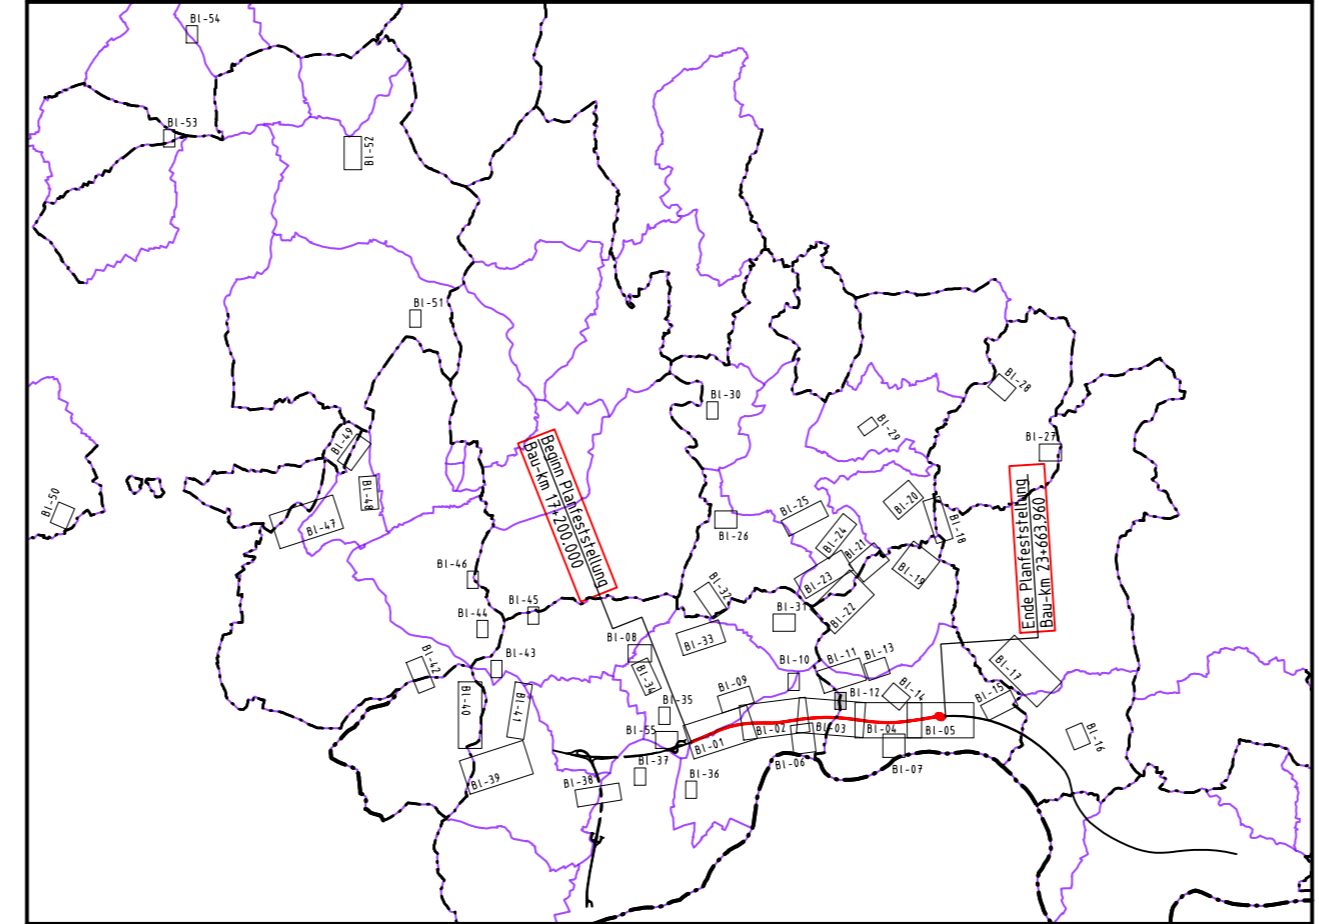 Bl-54
Bl-53
Bl-52
Bl-51
Bl-50
Bl-49
Bl-48
Bl-47
Bl-46
Bl-45
Bl-44
Bl-43
Bl-42
Bl-41
Bl-40
Bl-39
Bl-38
Bl-37
Bl-36
Bl-55
Bl-35
Bl-34
Bl-08
Bl-33
Bl-32
Bl-31
Bl-30
Bl-29
Bl-28
Bl-27
Bl-26
Bl-25
Bl-24
Bl-23
Bl-22
Bl-21
Bl-20
Bl-19
Bl-18
Bl-17
Bl-16
Bl-15
Bl-14
Bl-13
Bl-12
Bl-11
Bl-10
Bl-09
Bl-01
Bl-02
Bl-03
Bl-04
Bl-05
Bl-06
Bl-07
Beginn Planfeststellung
Bau-km 17+200.000
Ende Planfeststellung
Bau-km 23+663.960